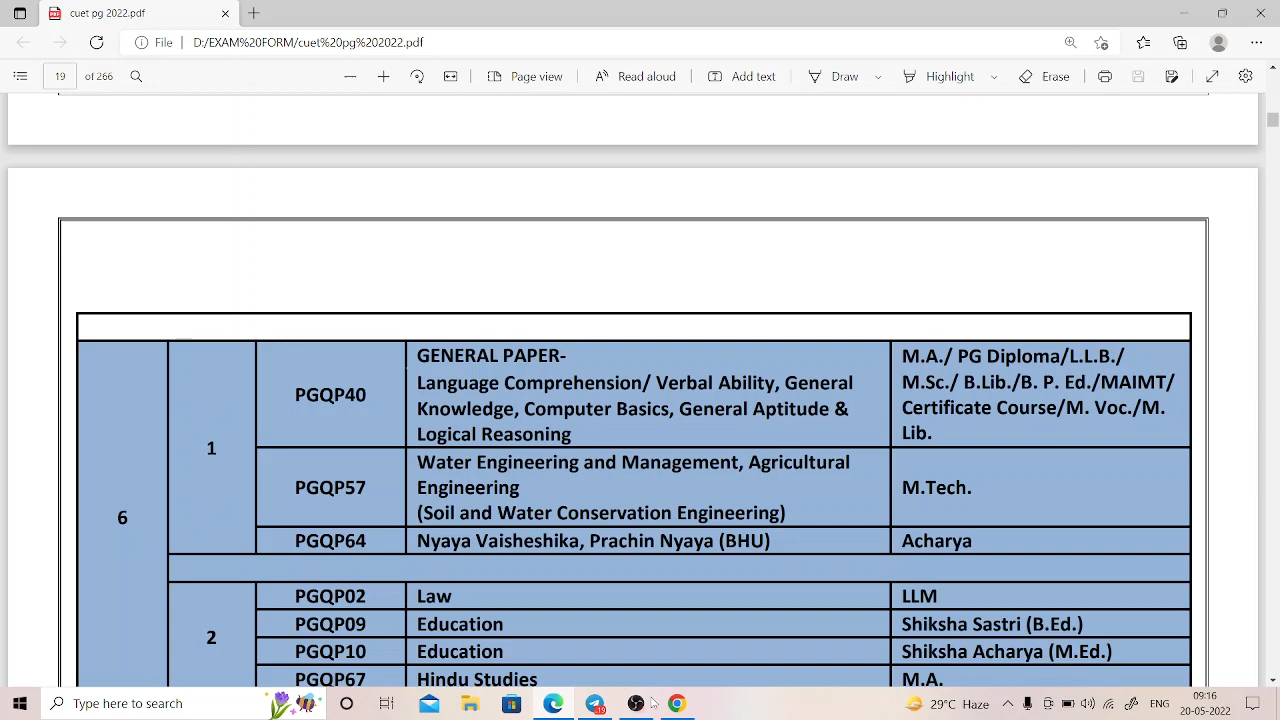 cuet pg 2022.pdf
File
D:/EXAM%20FORM/cuet%20pg%202022.pdf
19 of 266
Page view
Read aloud
Add text
Draw
Highlight
Erase
6
1
PGQP40
GENERAL PAPER-
Language Comprehension/ Verbal Ability, General
Knowledge, Computer Basics, General Aptitude &
Logical Reasoning
M.A./ PG Diploma/L.L.B./
M.Sc./ B.Lib./B. P. Ed./MAIMT/
Certificate Course/M. Voc./M.
Lib.
PGQP57
Water Engineering and Management, Agricultural
Engineering
(Soil and Water Conservation Engineering)
M.Tech.
PGQP64
Nyaya Vaisheshika, Prachin Nyaya (BHU)
Acharya
2
PGQP02
Law
LLM
PGQP09
Education
Shiksha Sastri (B.Ed.)
PGQP10
Education
Shiksha Acharya (M.Ed.)
PGQP67
Hindu Studies
M.A.
Type here to search
29°C Haze
ENG
09:16
20-05-2022